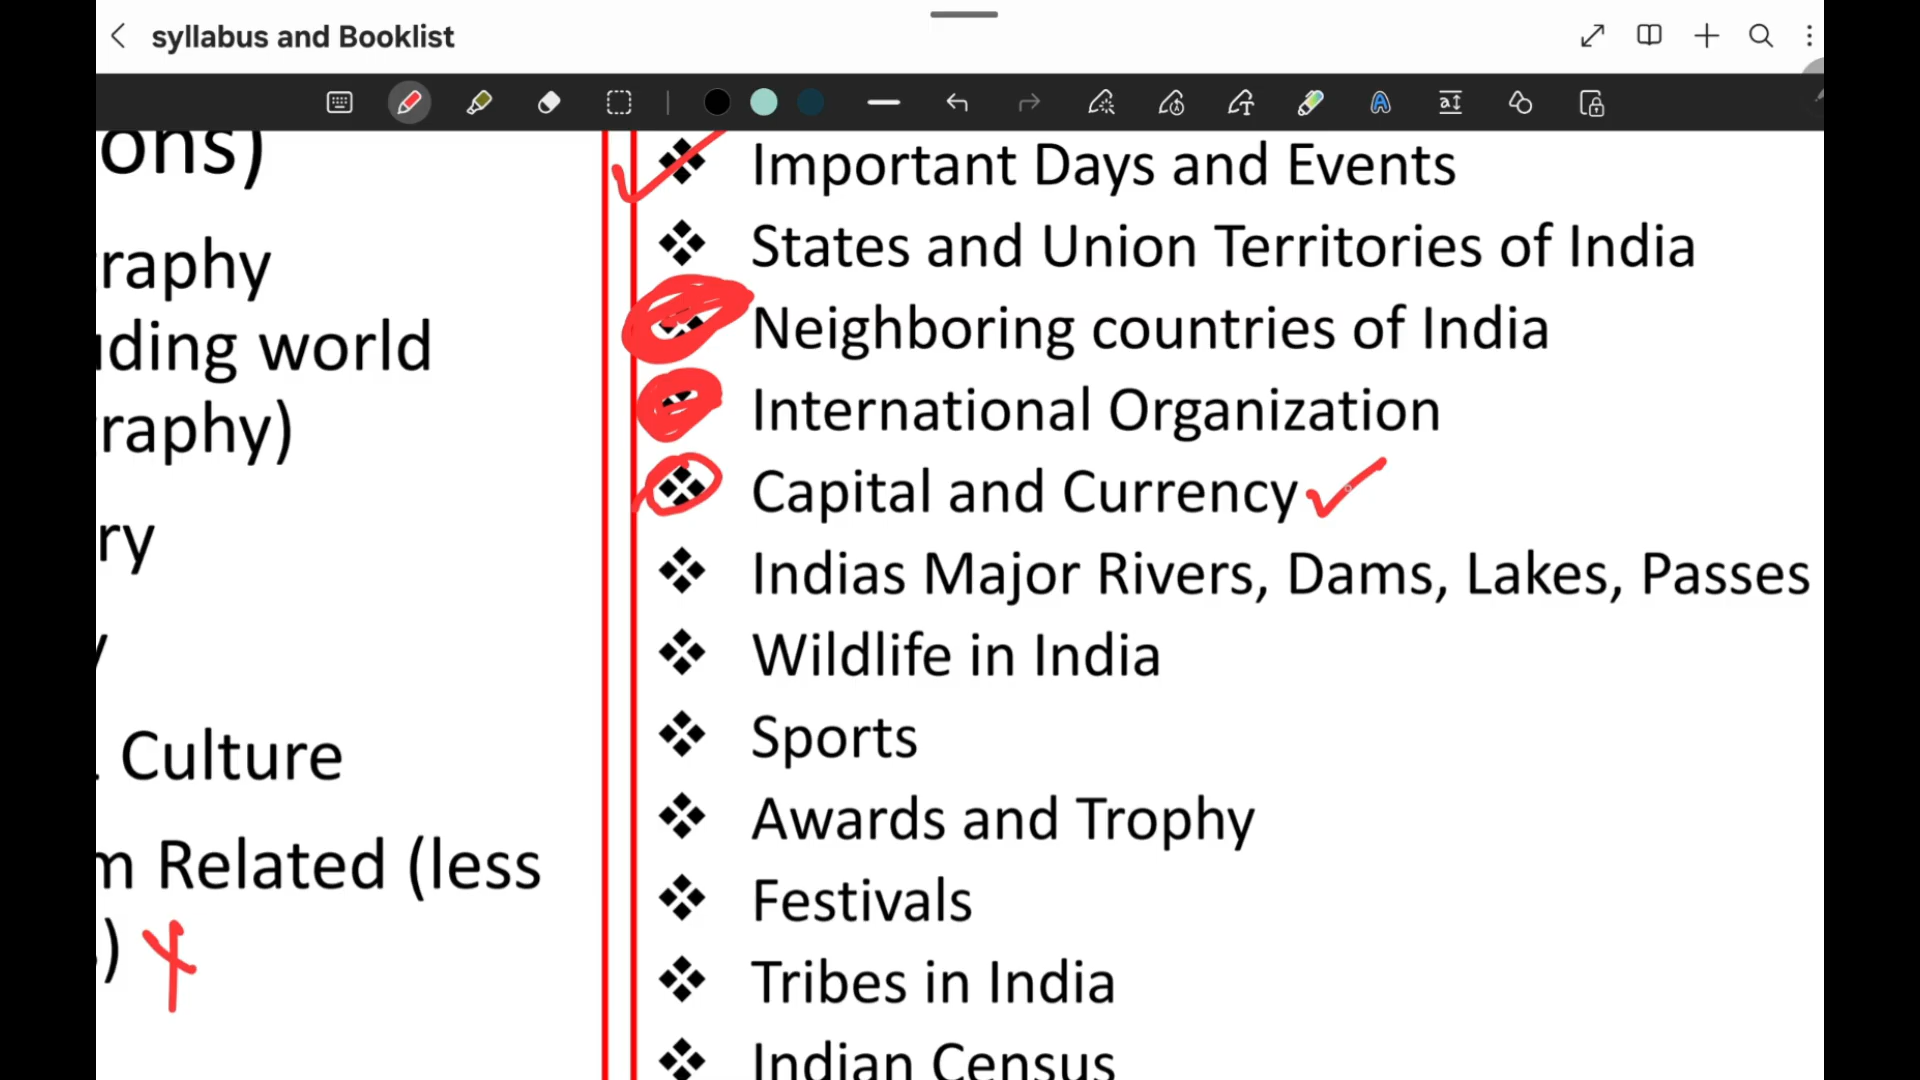 syllabus and Booklist
ons)
raphy
uding world
raphy)
ry
y
Culture
m Related (less
)
Important Days and Events
States and Union Territories of India
Neighboring countries of India
International Organization
Capital and Currency
Indias Major Rivers, Dams, Lakes, Passes
Wildlife in India
Sports
Awards and Trophy
Festivals
Tribes in India
Indian Census